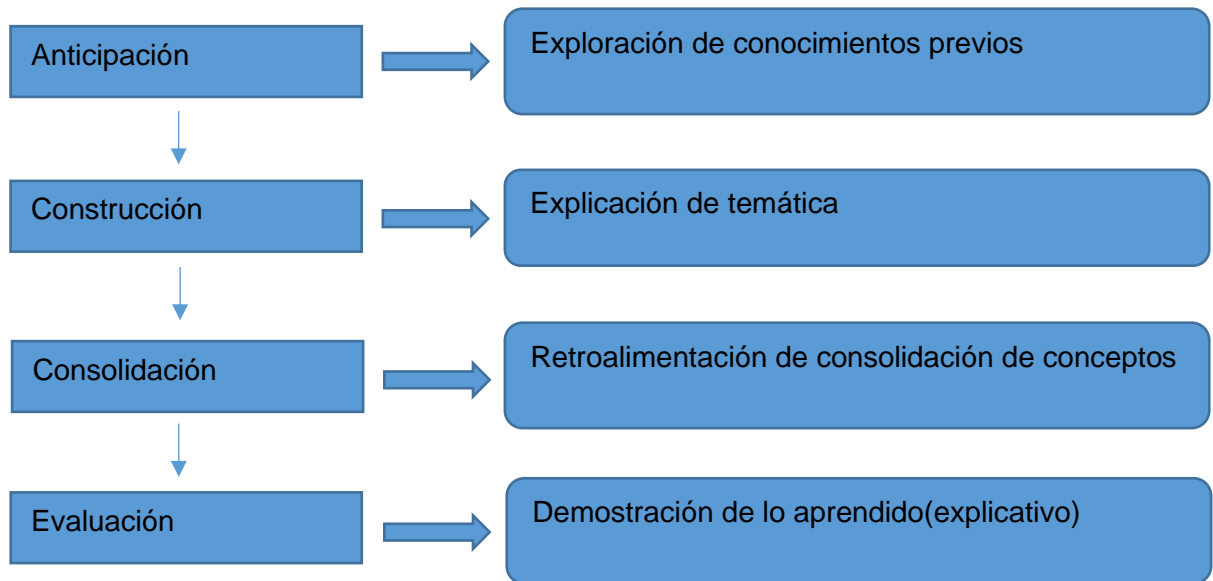 Anticipación
Exploración de conocimientos previos
Construcción
Explicación de temática
Consolidación
Retroalimentación de consolidación de conceptos
Evaluación
Demostración de lo aprendido(explicativo)